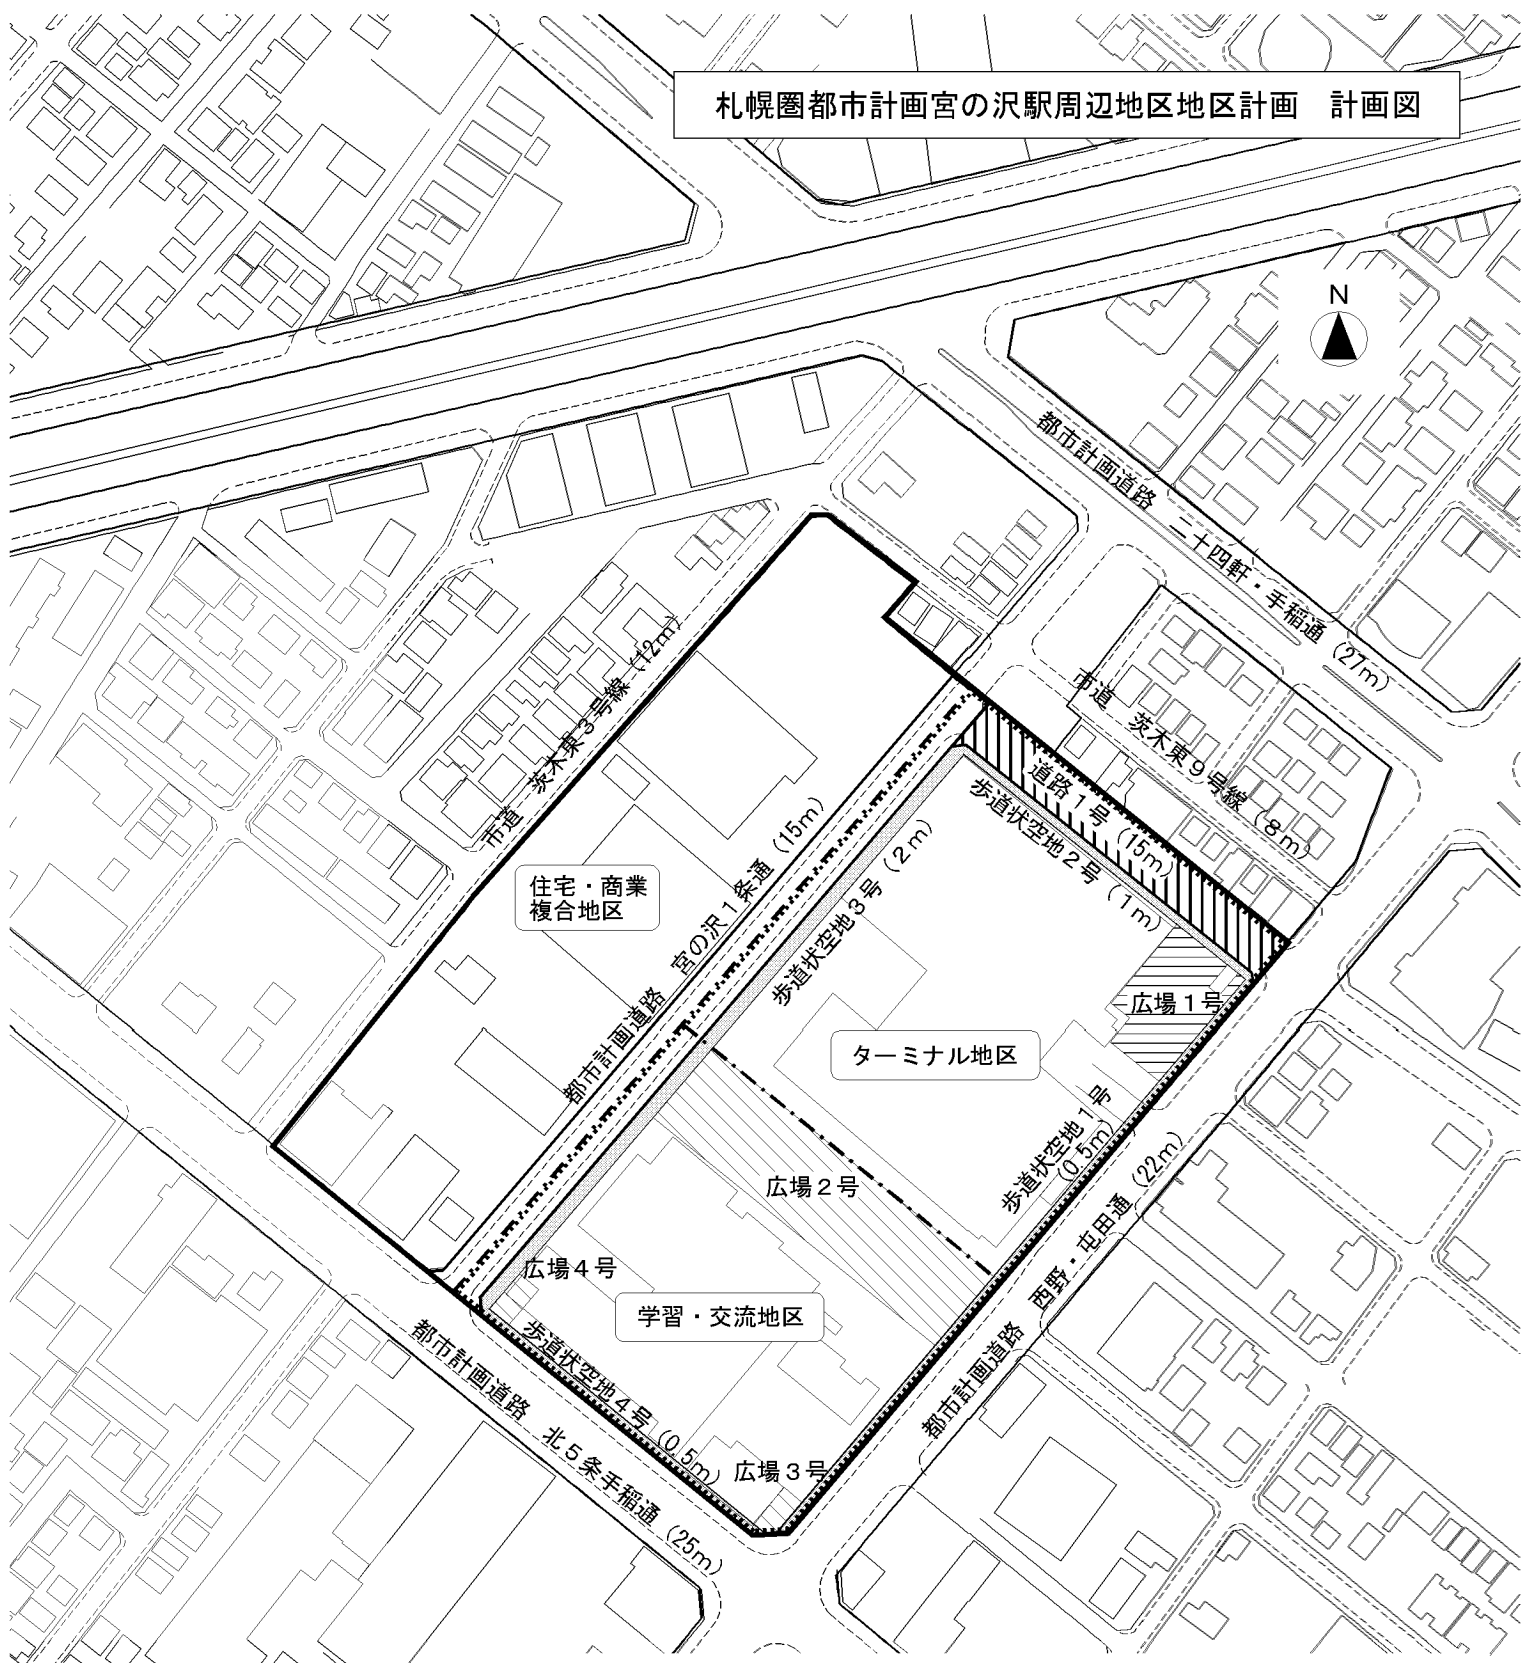 札幌圏都市計画宮の沢駅周辺地区地区計画　計画図
N
都市計画道路　二十四軒・手稲通（27m）
市道　茨木東3号線（12m）
市道　茨木東9号線（8m）
道路1号（15m）
歩道状空地2号（1m）
住宅・商業
複合地区
都市計画道路　宮の沢1条通（15m）
歩道状空地3号（2m）
広場1号
ターミナル地区
歩道状空地1号
（0.5m）
広場2号
都市計画道路　西野・屯田通（22m）
広場4号
学習・交流地区
歩道状空地4号（0.5m）
広場3号
都市計画道路　北5条手稲通（25m）